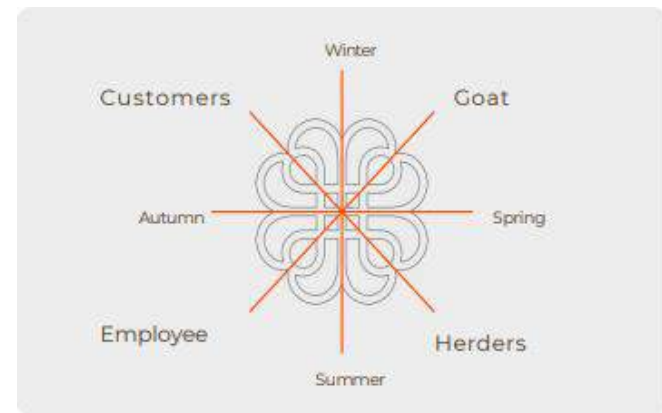 Winter
Customers
Goat
Autumn
Spring
Employee
Herders
Summer